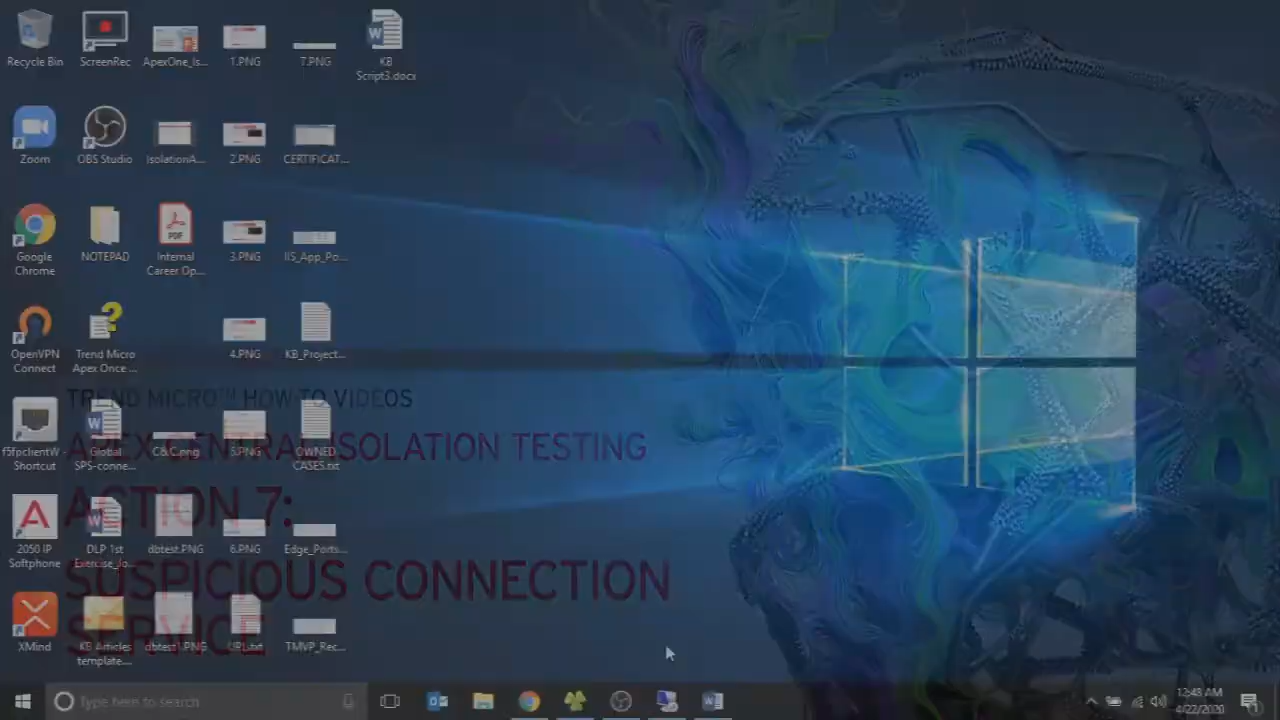 Recycle Bin
ScreenRec
ApexOne_Is...
1.PNG
7.PNG
KB
Script3.docx
Zoom
OBS Studio
IsolationA...
2.PNG
CERTIFICAT...
Google
Chrome
NOTEPAD
Internal
Career Op...
3.PNG
IIS_App_Po...
OpenVPN
Connect
Trend Micro
Apex Once ...
4.PNG
KB_Project...
TREND MICRO™ HOW TO VIDEOS
f5fpclientW -
Shortcut
Global
SPS-conne...
C&C.png
5.PNG
OWNED
CASES.txt
APEX CENTRAL ISOLATION TESTING
ACTION 7:
2050 IP
Softphone
DLP 1st
Exercise_Jo...
dbtest.PNG
6.PNG
Edge_Ports...
SUSPICIOUS CONNECTION
SERVICE
XMind
KB Articles
template....
dbtest1.PNG
URL.txt
TMVP_Rec...
Type here to search
12:43 AM
4/22/2020